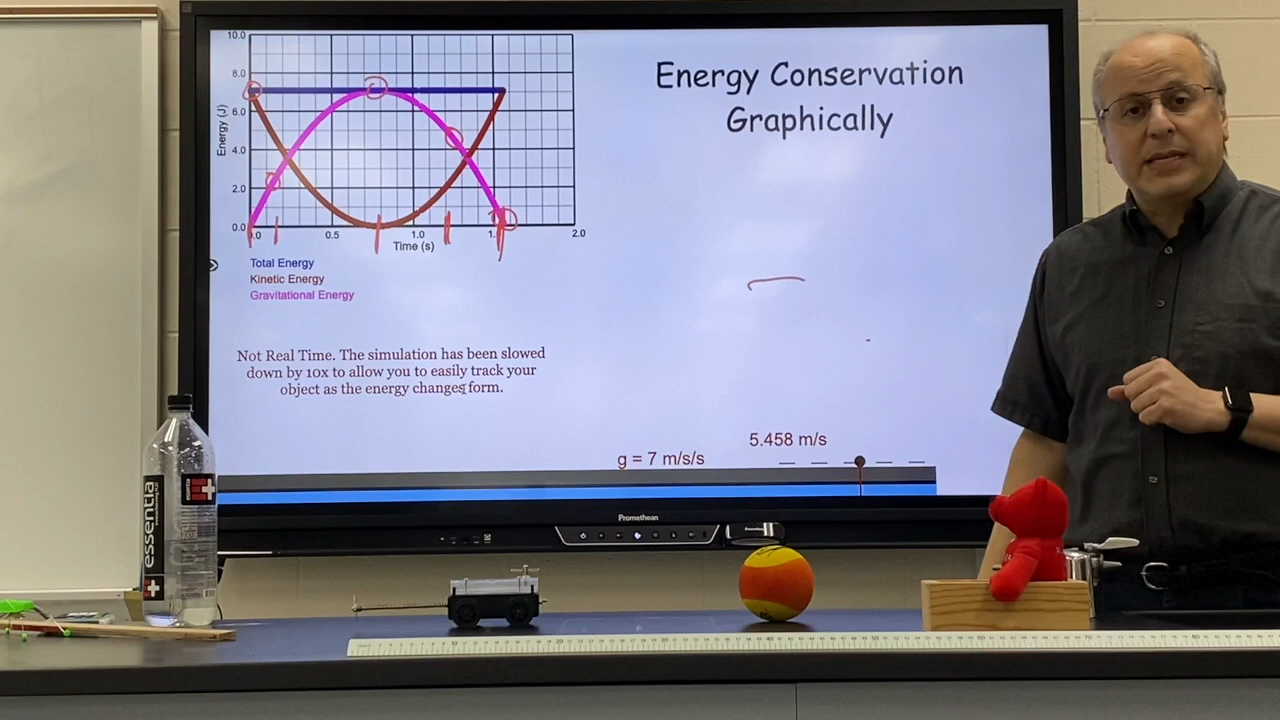 10.0
8.0
6.0
4.0
2.0
0.0
Energy (J)
0.5
1.0
2.0
Time (s)
Total Energy
Kinetic Energy
Gravitational Energy
Energy Conservation
Graphically
Not Real Time. The simulation has been slowed
down by 10x to allow you to easily track your
object as the energy changes form.
5.458 m/s
g = 7 m/s/s
Promethean
essentia